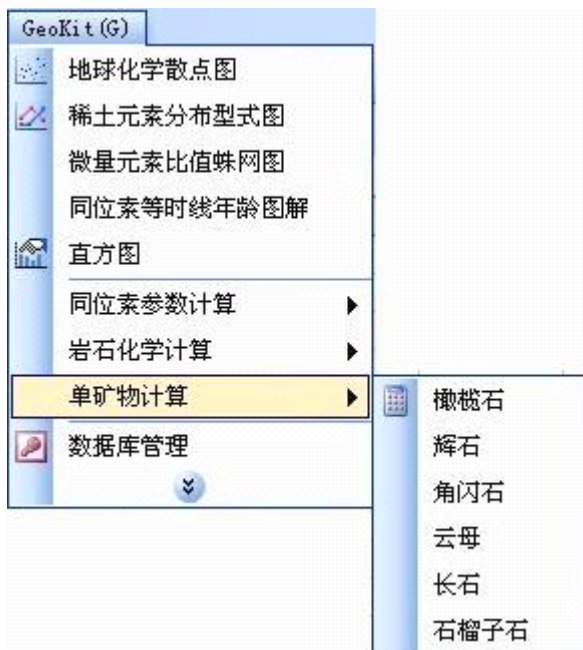 GeoKit(G)
地球化学散点图
稀土元素分布型式图
微量元素比值蛛网图
同位素等时线年龄图解
直方图
同位素参数计算
岩石化学计算
单矿物计算
数据库管理
橄榄石
辉石
角闪石
云母
长石
石榴子石